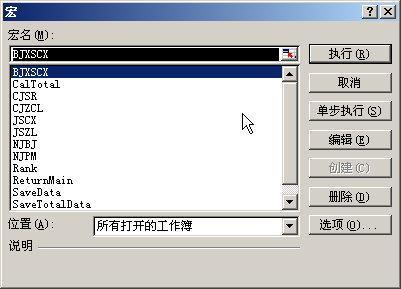 宏
宏名(M):
BJXSCX
执行(R)
BJXSCX
CalTotal
取消
CJSR
CJZCL
单步执行(S)
JSCX
JSZL
编辑(E)
NJBJ
NJPM
创建(C)
Rank
ReturnMain
删除(D)
SaveData
SaveTotalData
位置(A):
所有打开的工作簿
选项(O)...
说明